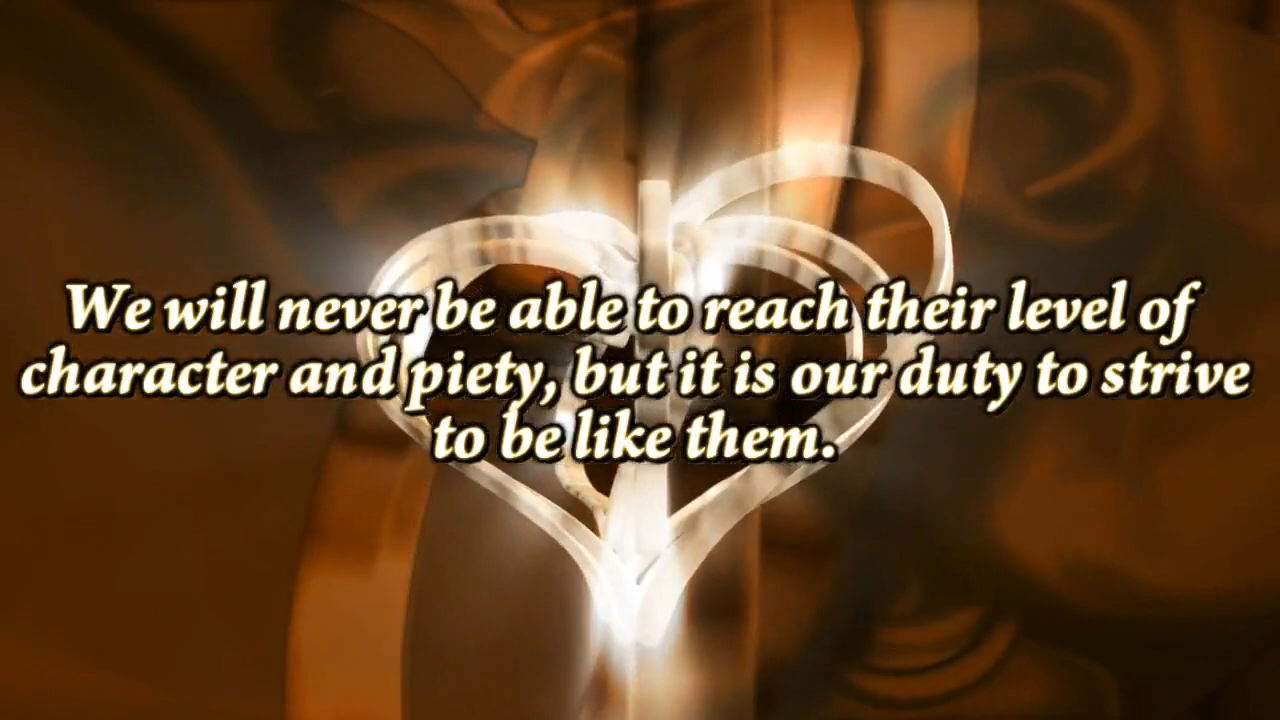 We will never be able to reach their level of
character and piety, but it is our duty to strive
to be like them.